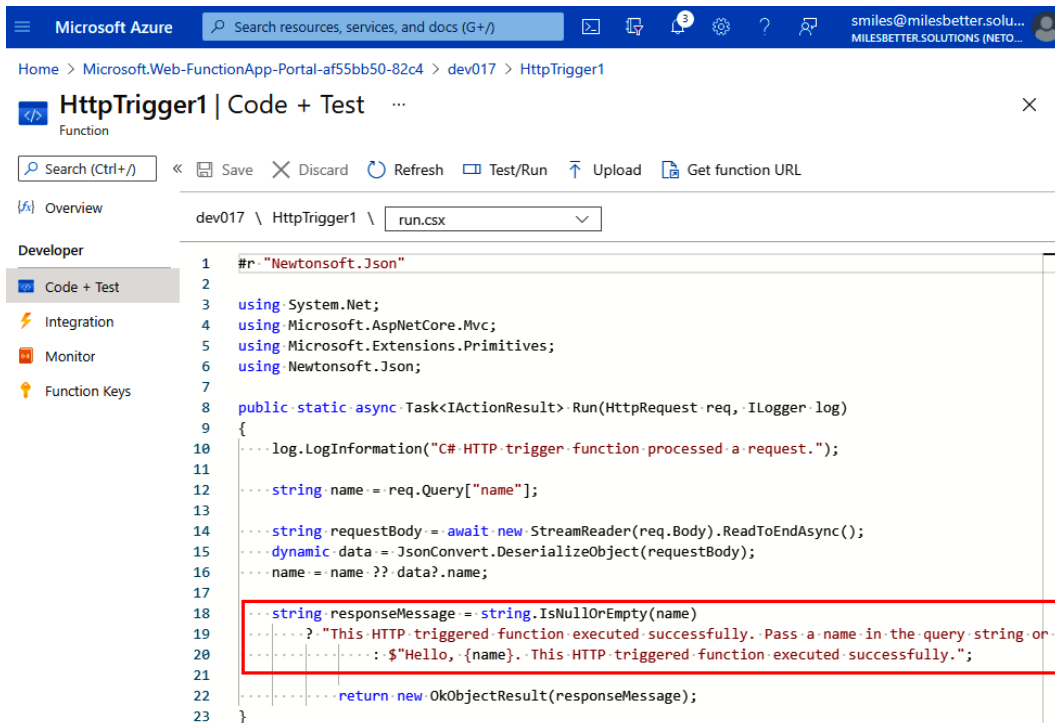 Microsoft Azure
Search resources, services, and docs (G+/)
3
smiles@milesbetter.solu...
MILESBETTER.SOLUTIONS (NETO...
Home > Microsoft.Web-FunctionApp-Portal-af55bb50-82c4 > dev017 > HttpTrigger1
HttpTrigger1 | Code + Test ...
Function
Search (Ctrl+/)
« Save Discard Refresh Test/Run Upload Get function URL
Overview
Developer
Code + Test
Integration
Monitor
Function Keys
dev017 \ HttpTrigger1 \ run.csx
1 #r "Newtonsoft.Json"
2
3 using System.Net;
4 using Microsoft.AspNetCore.Mvc;
5 using Microsoft.Extensions.Primitives;
6 using Newtonsoft.Json;
7
8 public static async Task<IActionResult> Run(HttpRequest req, ILogger log)
9 {
10     log.LogInformation("C# HTTP trigger function processed a request.");
11
12     string name = req.Query["name"];
13
14     string requestBody = await new StreamReader(req.Body).ReadToEndAsync();
15     dynamic data = JsonConvert.DeserializeObject(requestBody);
16     name = name ?? data?.name;
17
18     string responseMessage = string.IsNullOrEmpty(name)
19         ? "This HTTP triggered function executed successfully. Pass a name in the query string or
20                 : $"Hello, {name}. This HTTP triggered function executed successfully.";
21
22             return new OkObjectResult(responseMessage);
23 }